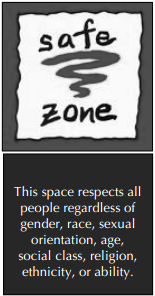 safe
zone
This space respects all
people regardless of
gender, race, sexual
orientation, age,
social class, religion,
ethnicity, or ability.